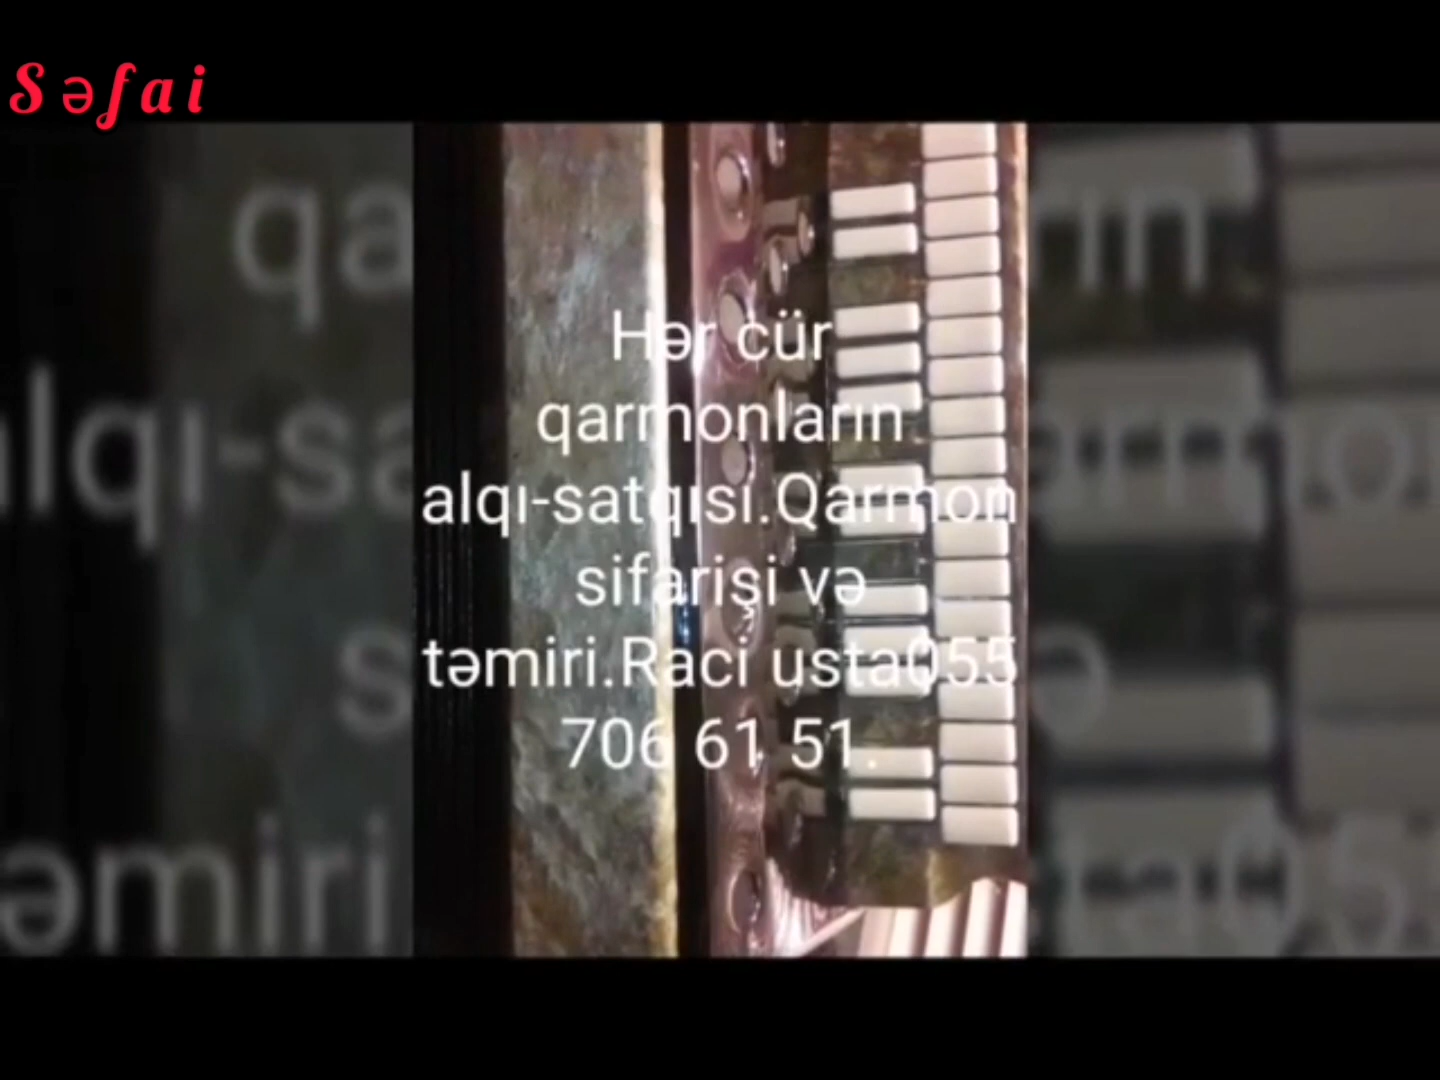 Səfai
Hər cür
qarmonların
alqı-satqısı.Qarmon
sifarişi və
təmiri.Raci usta055
706 61 51.